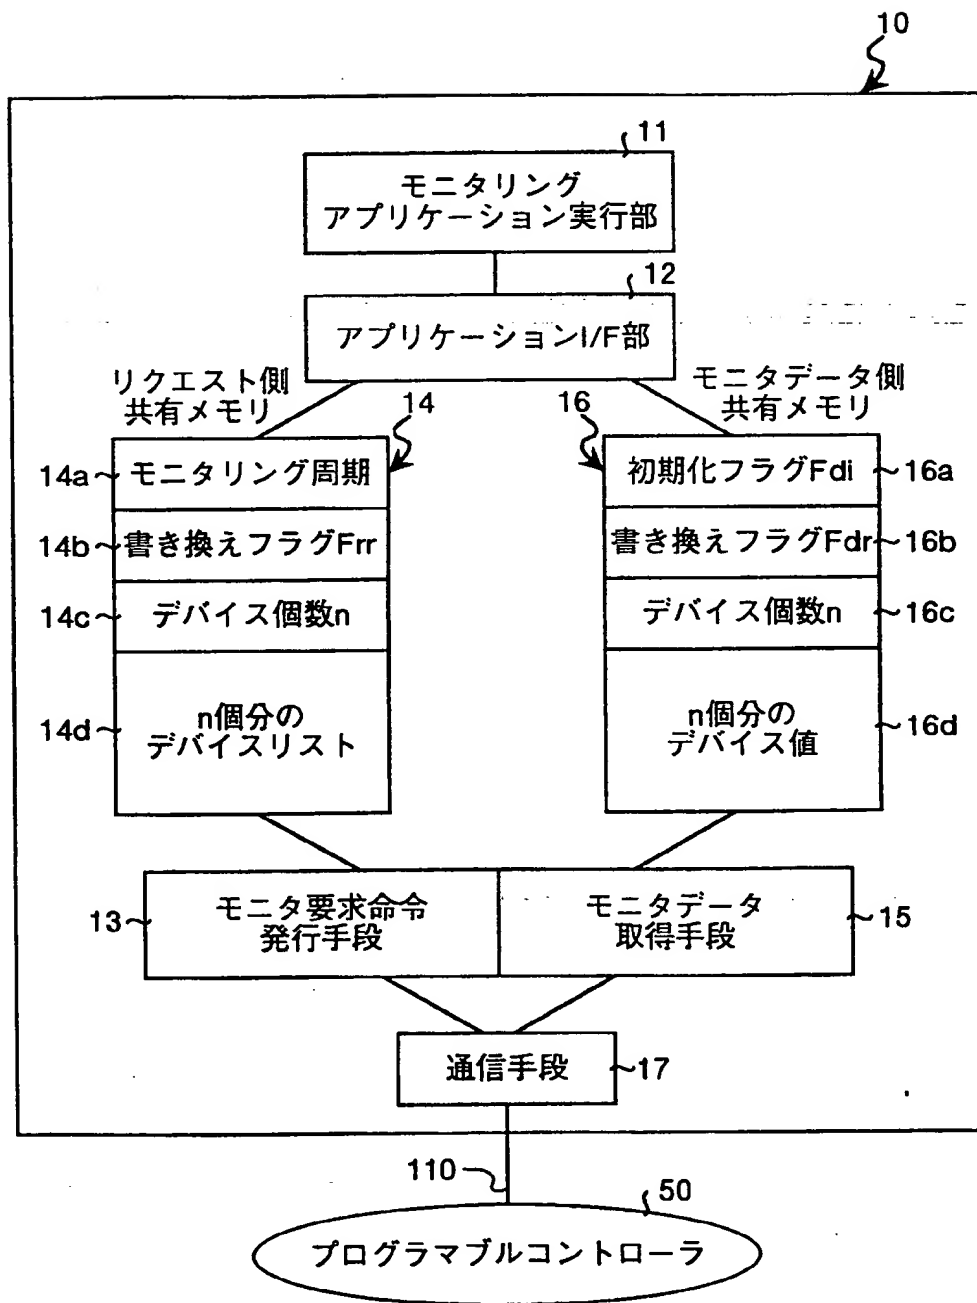 10
11
モニタリング
アプリケーション実行部
12
アプリケーションI/F部
リクエスト側
共有メモリ
モニタデータ側
共有メモリ
14
16
14a
モニタリング周期
14b
書き換えフラグFrr
14c
デバイス個数n
14d
n個分の
デバイスリスト
初期化フラグFdi
16a
書き換えフラグFdr
16b
デバイス個数n
16c
n個分の
デバイス値
16d
13
モニタ要求命令
発行手段
モニタデータ
取得手段
15
通信手段
17
110
50
プログラマブルコントローラ